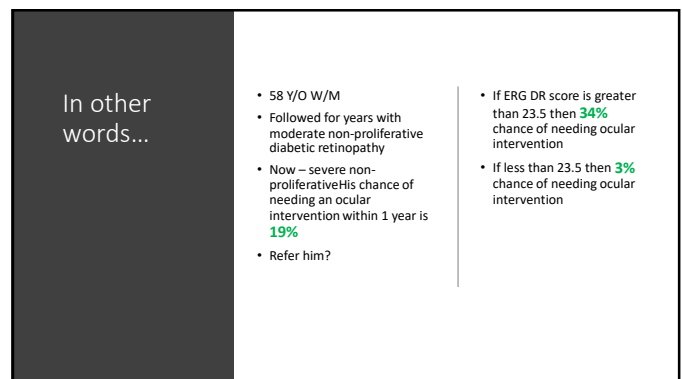 In other
words…
• 58 Y/O W/M
• Followed for years with
moderate non-proliferative
diabetic retinopathy
• Now – severe non-
proliferativeHis chance of
needing an ocular
intervention within 1 year is
19%
• Refer him?
• If ERG DR score is greater
than 23.5 then 34%
chance of needing ocular
intervention
• If less than 23.5 then 3%
chance of needing ocular
intervention